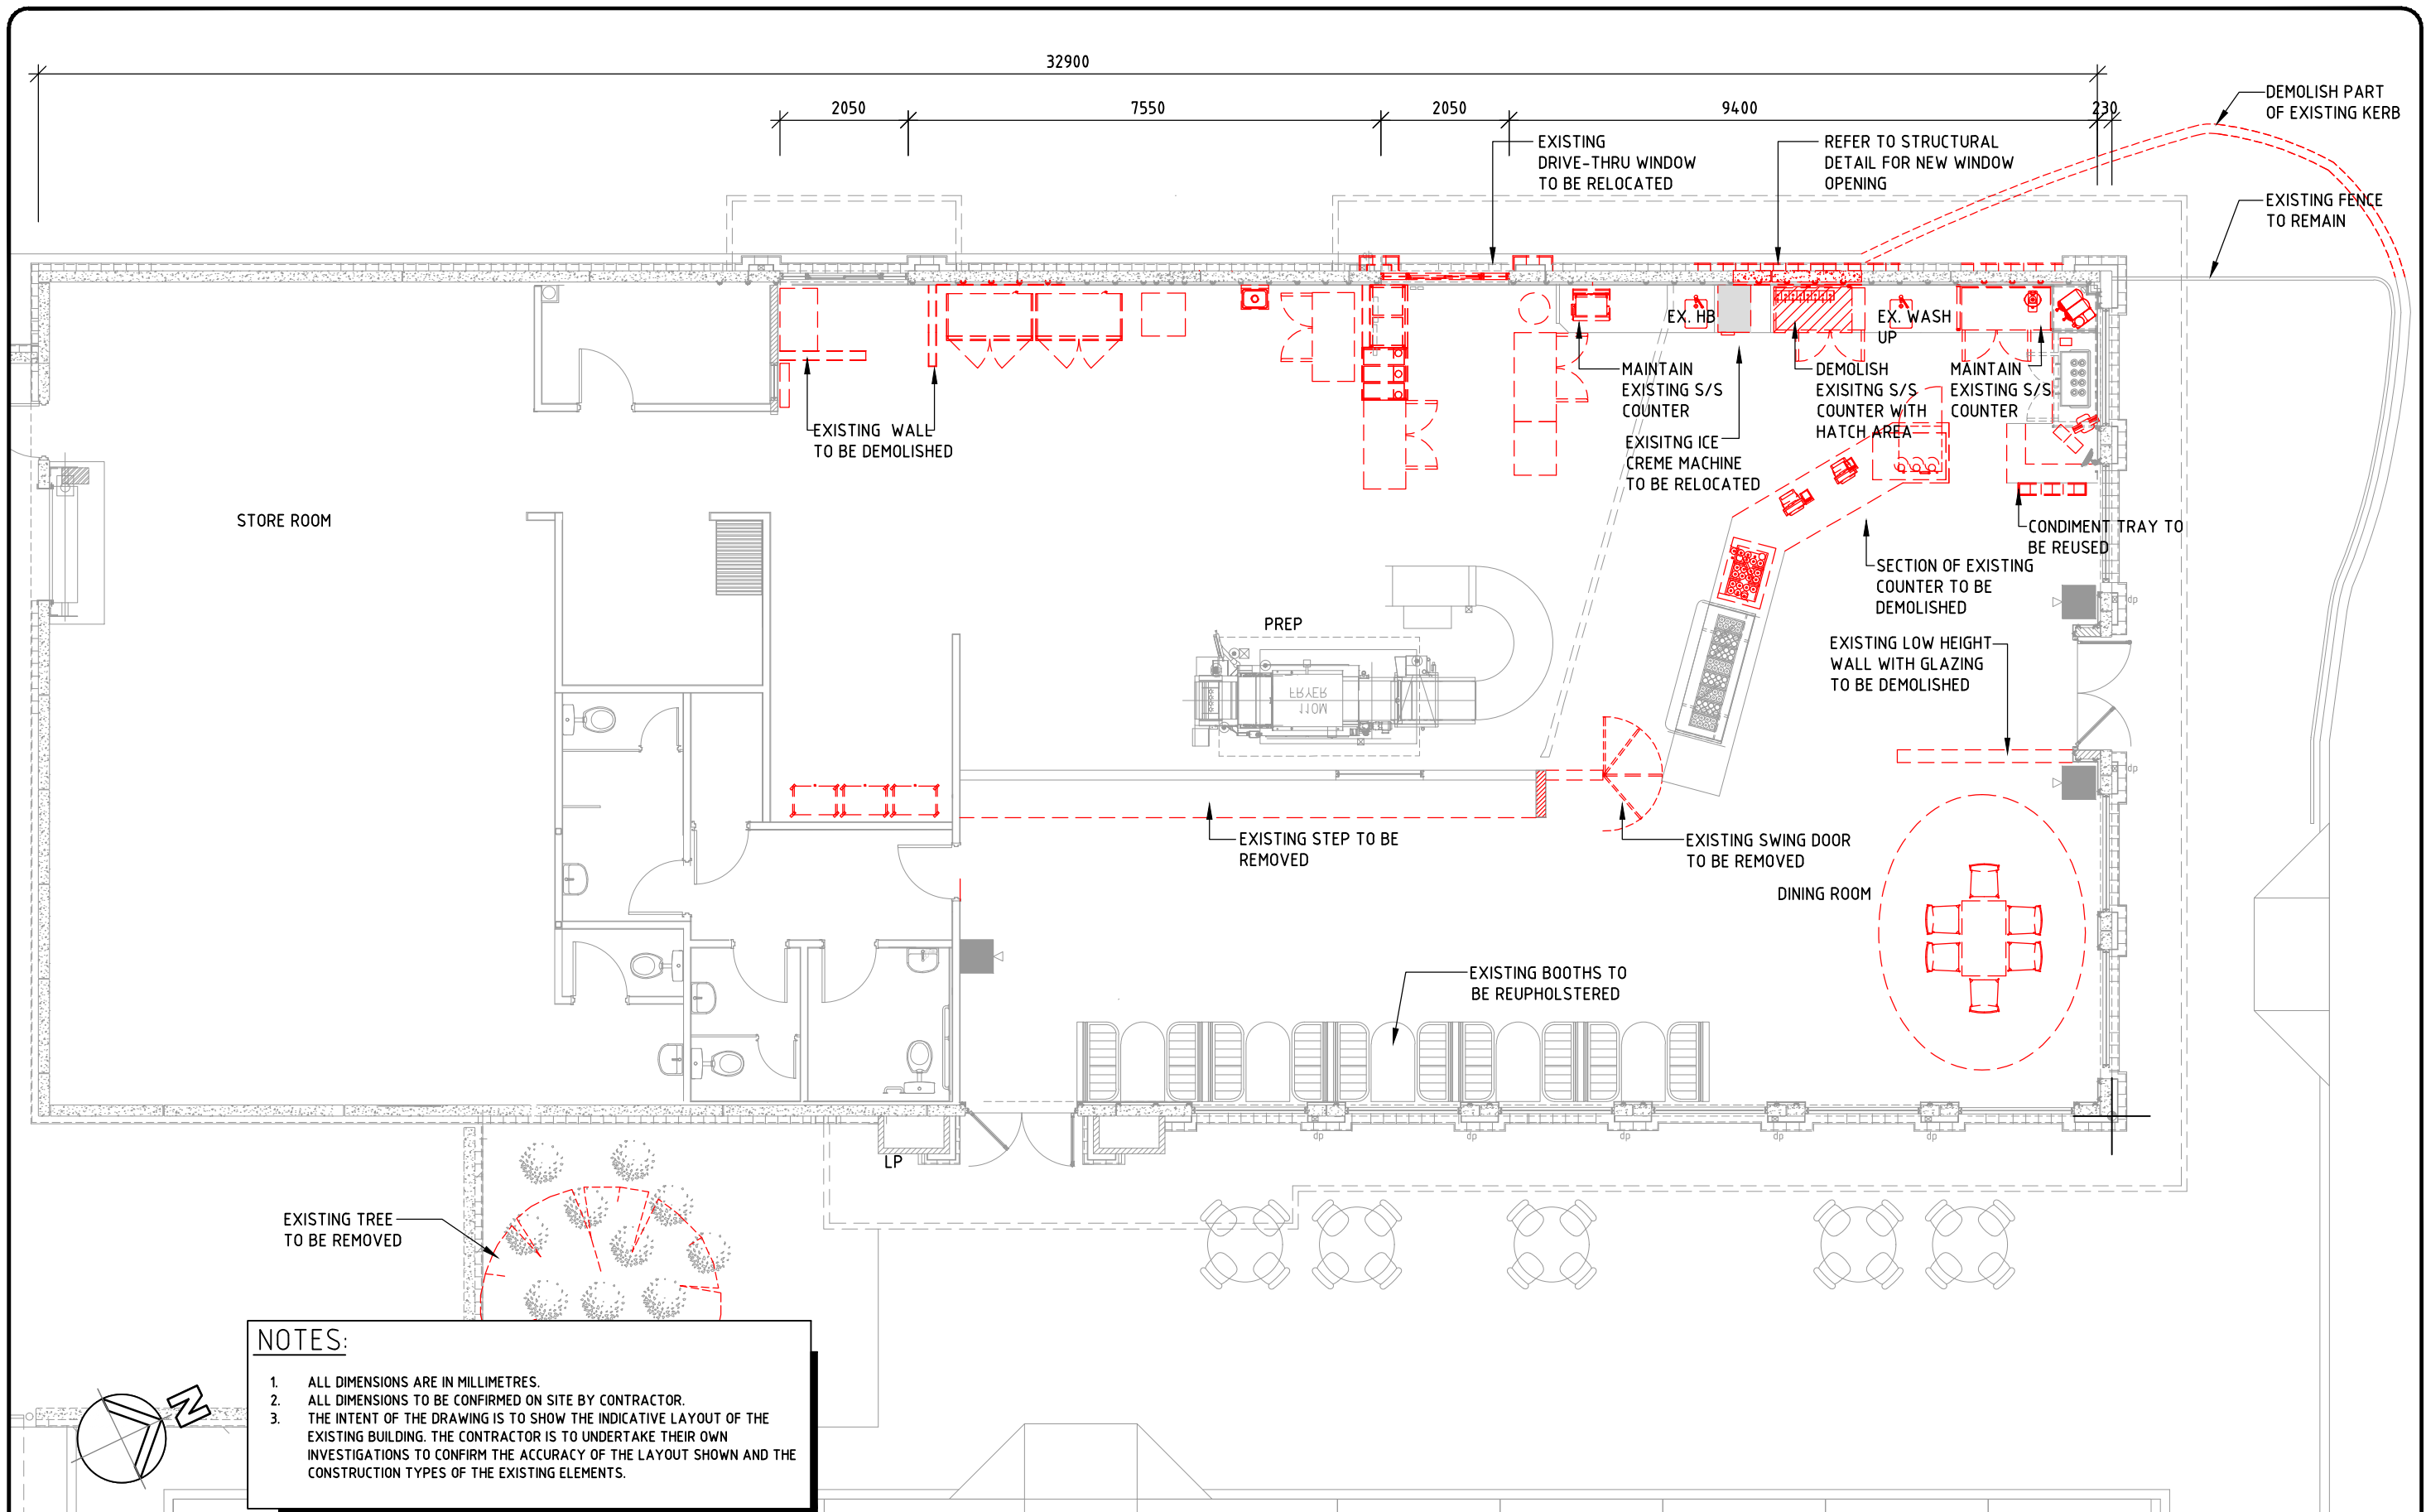 32900
2050
7550
2050
9400
230
DEMOLISH PART
OF EXISTING KERB
EXISTING
DRIVE-THRU WINDOW
TO BE RELOCATED
REFER TO STRUCTURAL
DETAIL FOR NEW WINDOW
OPENING
EXISTING FENCE
TO REMAIN
EX. HB
EX. WASH
UP
MAINTAIN
EXISTING S/S
COUNTER
DEMOLISH
EXISITNG S/S
COUNTER WITH
HATCH AREA
MAINTAIN
EXISTING S/S
COUNTER
EXISTING  WALL
TO BE DEMOLISHED
EXISITNG ICE
CREME MACHINE
TO BE RELOCATED
STORE ROOM
CONDIMENT TRAY TO
BE REUSED
SECTION OF EXISTING
COUNTER TO BE
DEMOLISHED
dp
PREP
EXISTING LOW HEIGHT
WALL WITH GLAZING
TO BE DEMOLISHED
FRYER
110M
dp
EXISTING STEP TO BE
REMOVED
EXISTING SWING DOOR
TO BE REMOVED
DINING ROOM
EXISTING BOOTHS TO
BE REUPHOLSTERED
dp
dp
dp
dp
dp
LP
EXISTING TREE
TO BE REMOVED
NOTES:
1. ALL DIMENSIONS ARE IN MILLIMETRES.
2. ALL DIMENSIONS TO BE CONFIRMED ON SITE BY CONTRACTOR.
3. THE INTENT OF THE DRAWING IS TO SHOW THE INDICATIVE LAYOUT OF THE
EXISTING BUILDING. THE CONTRACTOR IS TO UNDERTAKE THEIR OWN
INVESTIGATIONS TO CONFIRM THE ACCURACY OF THE LAYOUT SHOWN AND THE
CONSTRUCTION TYPES OF THE EXISTING ELEMENTS.
N